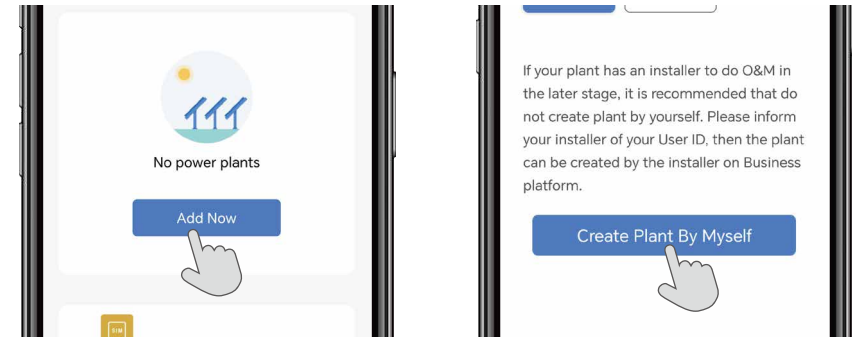 No power plants
Add Now
SIM
If your plant has an installer to do O&M in
the later stage, it is recommended that do
not create plant by yourself. Please inform
your installer of your User ID, then the plant
can be created by the installer on Business
platform.
Create Plant By Myself